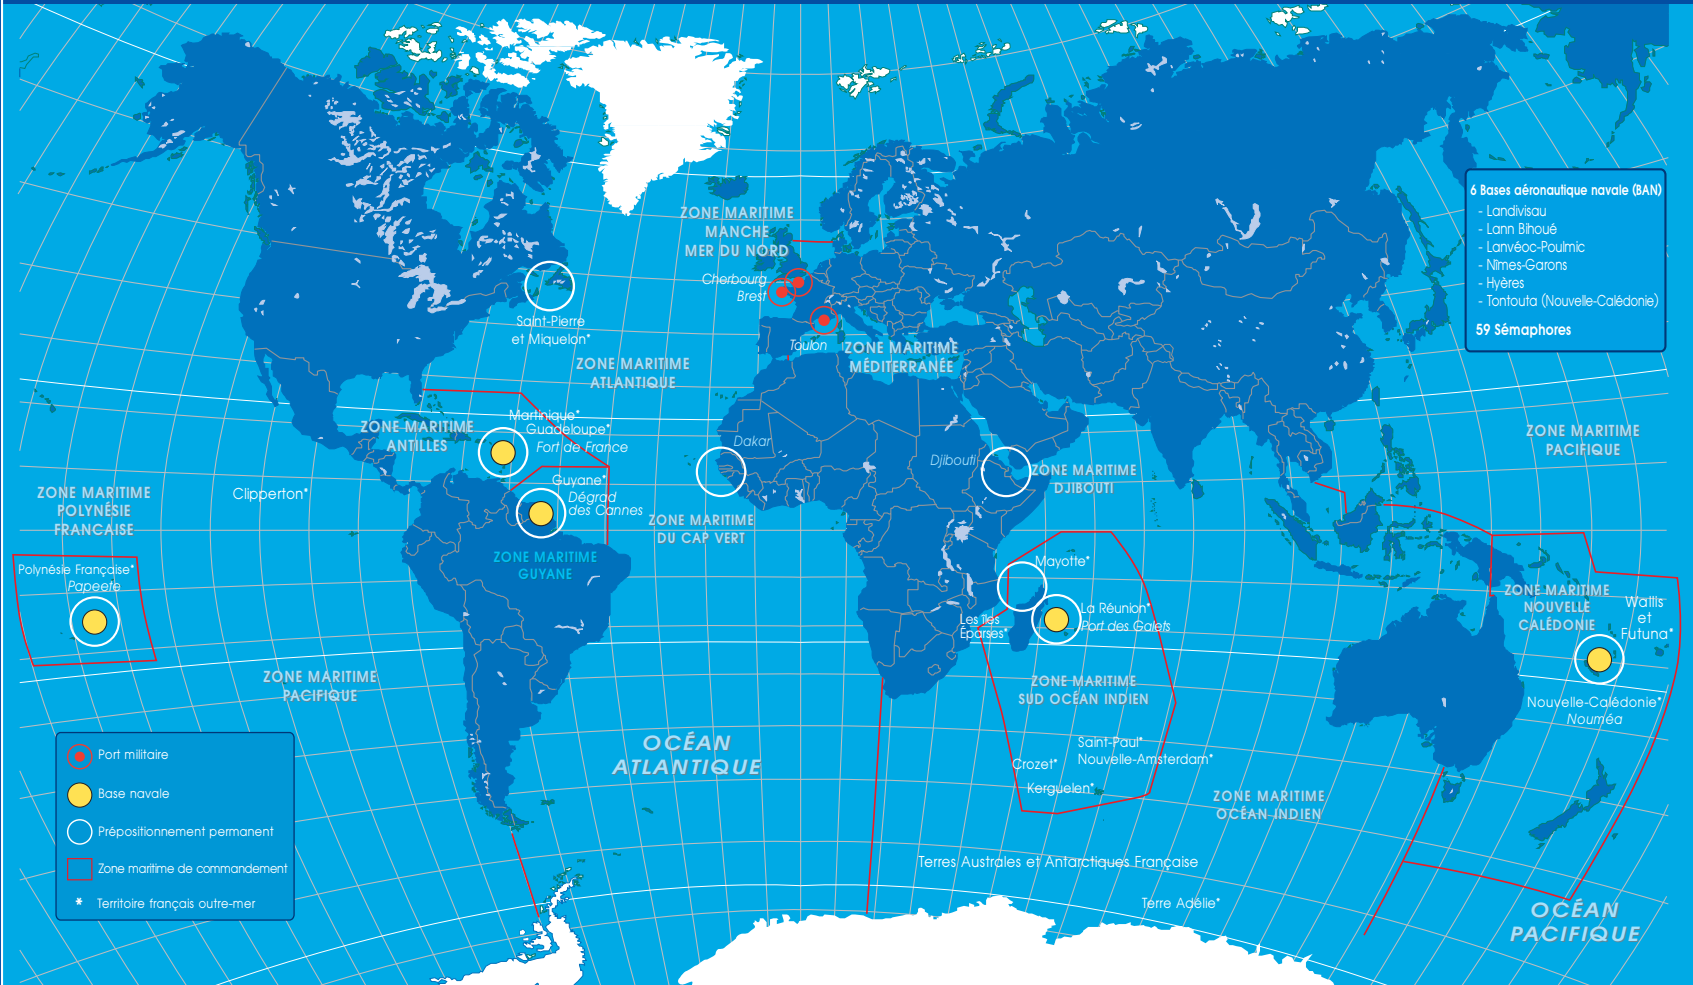 ZONE MARITIME
MANCHE
MER DU NORD
Cherbourg
Brest
Toulon
ZONE MARITIME
MÉDITERRANÉE
6 Bases aéronautique navale (BAN)
- Landivisau
- Lann Bihoué
- Lanvéoc-Poulmic
- Nîmes-Garons
- Hyères
- Tontouta (Nouvelle-Calédonie)
59 Sémaphores
Saint-Pierre
et Miquelon*
ZONE MARITIME
ATLANTIQUE
Martinique*
Guadeloupe*
Fort de France
ZONE MARITIME
ANTILLES
Dakar
Djibouti
ZONE MARITIME
DJIBOUTI
ZONE MARITIME
PACIFIQUE
ZONE MARITIME
POLYNÉSIE
FRANCAISE
Clipperton*
Guyane*
Dégrad
des Cannes
ZONE MARITIME
DU CAP VERT
ZONE MARITIME
GUYANE
Polynésie Française*
Papeete
Mayotte*
La Réunion*
Port des Galets
Les îles
Éparses*
ZONE MARITIME
NOUVELLE
CALÉDONIE
Wallis
et
Futuna*
ZONE MARITIME
PACIFIQUE
ZONE MARITIME
SUD OCÉAN INDIEN
Nouvelle-Calédonie*
Nouméa
OCÉAN
ATLANTIQUE
Saint-Paul*
Nouvelle-Amsterdam*
Crozet*
Kerguelen*
ZONE MARITIME
OCÉAN INDIEN
Port militaire
Base navale
Prépositionnement permanent
Zone maritime de commandement
* Territoire français outre-mer
Terres Australes et Antarctiques Française
Terre Adélie*
OCÉAN
PACIFIQUE